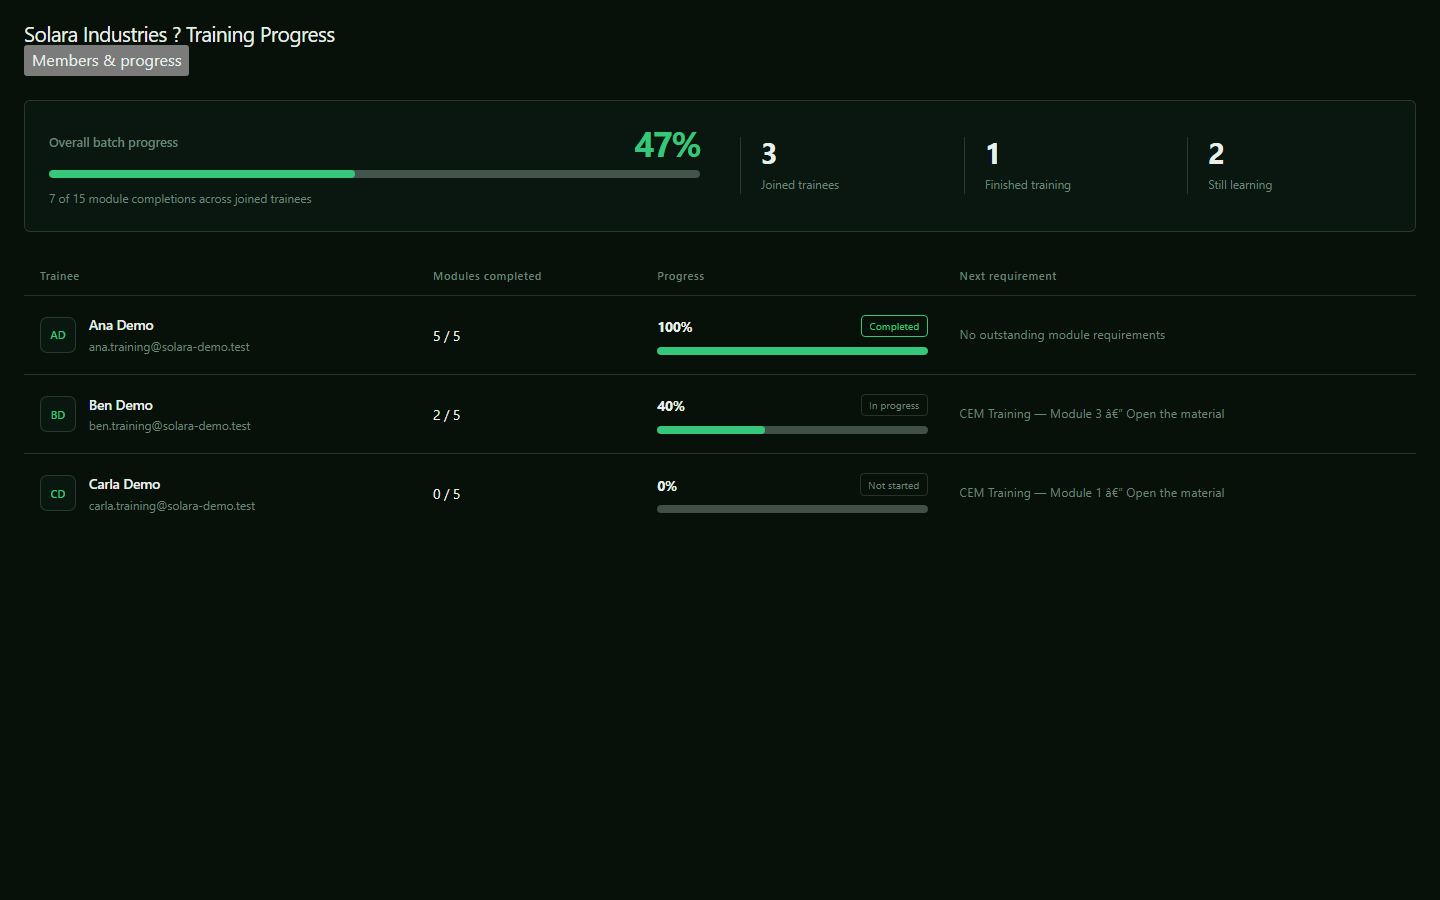 Solara Industries ? Training Progress
Members & progress
Overall batch progress
47%
7 of 15 module completions across joined trainees
3
Joined trainees
1
Finished training
2
Still learning
Trainee Modules completed Progress Next requirement
AD
Ana Demo
ana.training@solara-demo.test
5 / 5
100%
Completed
No outstanding module requirements
BD
Ben Demo
ben.training@solara-demo.test
2 / 5
40%
In progress
CEM Training — Module 3 â€” Open the material
CD
Carla Demo
carla.training@solara-demo.test
0 / 5
0%
Not started
CEM Training — Module 1 â€” Open the material